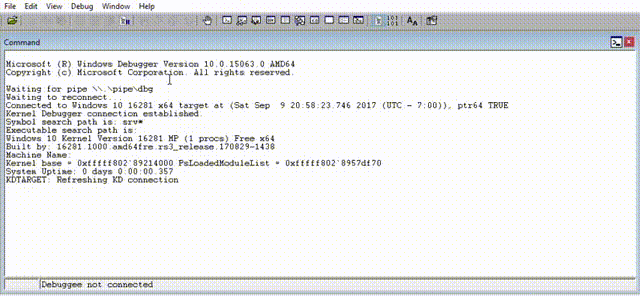 File Edit View Debug Window Help
Command
Microsoft (R) Windows Debugger Version 10.0.15063.0 AMD64
Copyright (c) Microsoft Corporation. All rights reserved.
Waiting for pipe \\.\pipe\dbg
Waiting to reconnect...
Connected to Windows 10 16281 x64 target at (Sat Sep  9 20:58:23.746 2017 (UTC - 7:00)), ptr64 TRUE
Kernel Debugger connection established.
Symbol search path is: srv*
Executable search path is:
Windows 10 Kernel Version 16281 MP (1 procs) Free x64
Built by: 16281.1000.amd64fre.rs3_release.170829-1438
Machine Name:
Kernel base = 0xfffff802`89214000 PsLoadedModuleList = 0xfffff802`8957df70
System Uptime: 0 days 0:00:00.357
KDTARGET: Refreshing KD connection
Debuggee not connected